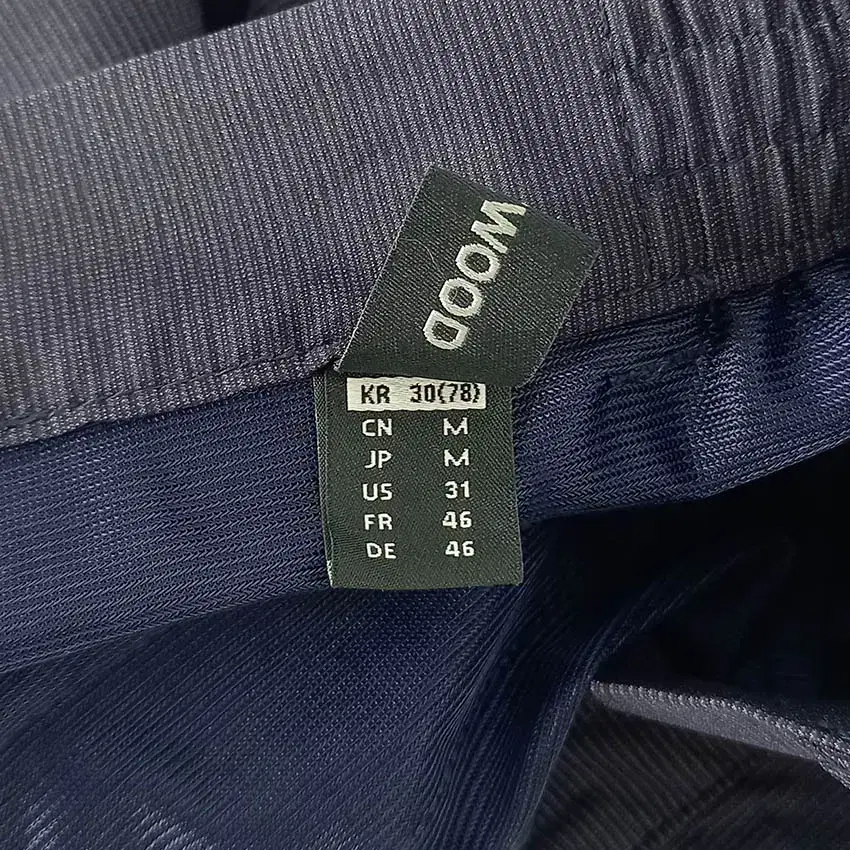 WOOD
KR 30(78)
CN M
JP M
US 31
FR 46
DE 46